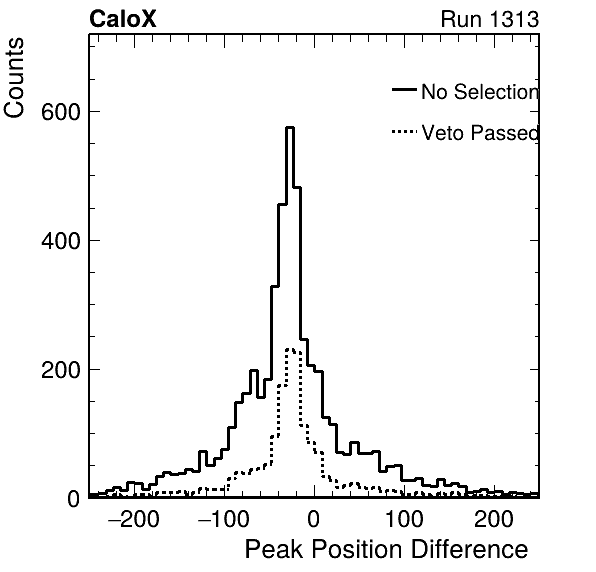 CaloX Run 1313
Counts
No Selection
Veto Passed
600
400
200
0
−200 −100 0 100 200
Peak Position Difference